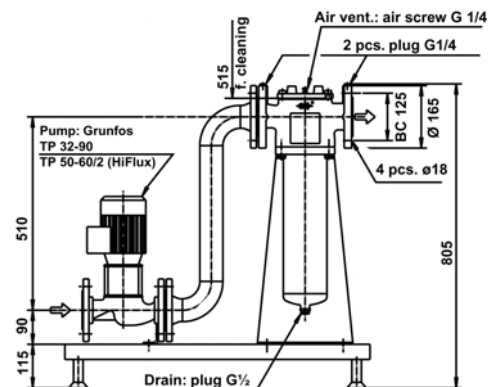 Air vent.: air screw G 1/4
2 pcs. plug G1/4
515
f. cleaning
BC 125
Ø 165
Pump: Grunfos
TP 32-90
TP 50-60/2 (HiFlux)
4 pcs. ø18
510
805
90
115
Drain: plug G½